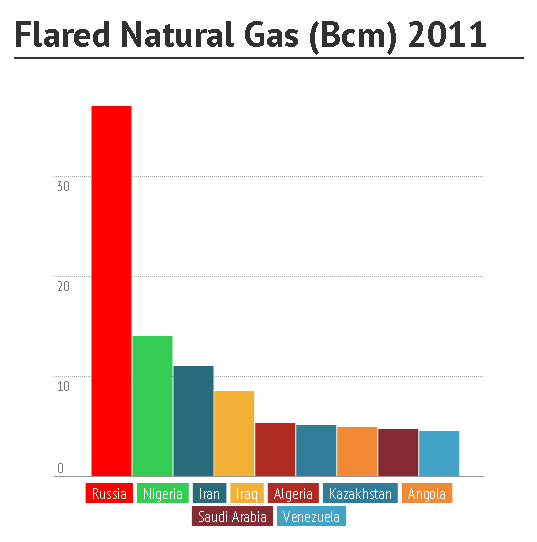 Flared Natural Gas (Bcm) 2011
30
20
10
0
Russia Nigeria Iran Iraq Algeria Kazakhstan Angola
Saudi Arabia Venezuela